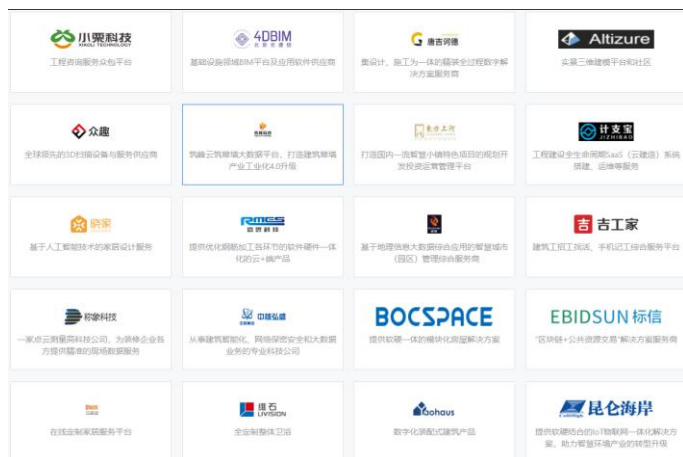 小栗科技
XIAOLI TECHNOLOGY
工程咨询服务众包平台
4DBIM
基础设施领域BIM平台及应用软件供应商
唐吉诃德
集设计、施工为一体的精装全过程数字解
决方案服务商
Altizure
实景三维建模平台和社区
众趣
全球领先的3D扫描设备与服务供应商
筑峰云筑幕墙大数据平台，打造建筑幕墙
产业工业化4.0升级
打造国内一流智慧小镇特色项目的规划开
发投资运营管理平台
计支宝
JIZHIBAO
工程建设全生命周期SaaS（云建造）系统
搭建、运维等服务
晓家
基于人工智能技术的家居设计服务
RMES
提供优化钢筋加工各环节的软件硬件一体
化的云+端产品
基于地理信息大数据综合应用的智慧城市
（园区）管理综合服务商
吉
吉工家
建筑工招工找活、手机记工综合服务平台
一家点云测量高科技公司，为装修企业各
方提供精准的现场数据服务
中雄弘盛
从事建筑智能化、网络保密安全和大数据
业务的专业科技公司
BOCSPACE
提供软硬一体的模块化房屋解决方案
EBIDSUN 标信
"区块链+公共资源交易"解决方案服务商
在线定制家居服务平台
维石
LIVISION
全定制整体卫浴
Gohaus
数字化装配式建筑产品
昆仑海岸
提供软硬结合的IoT物联网一体化解决方
案，助力智慧环境产业的转型升级